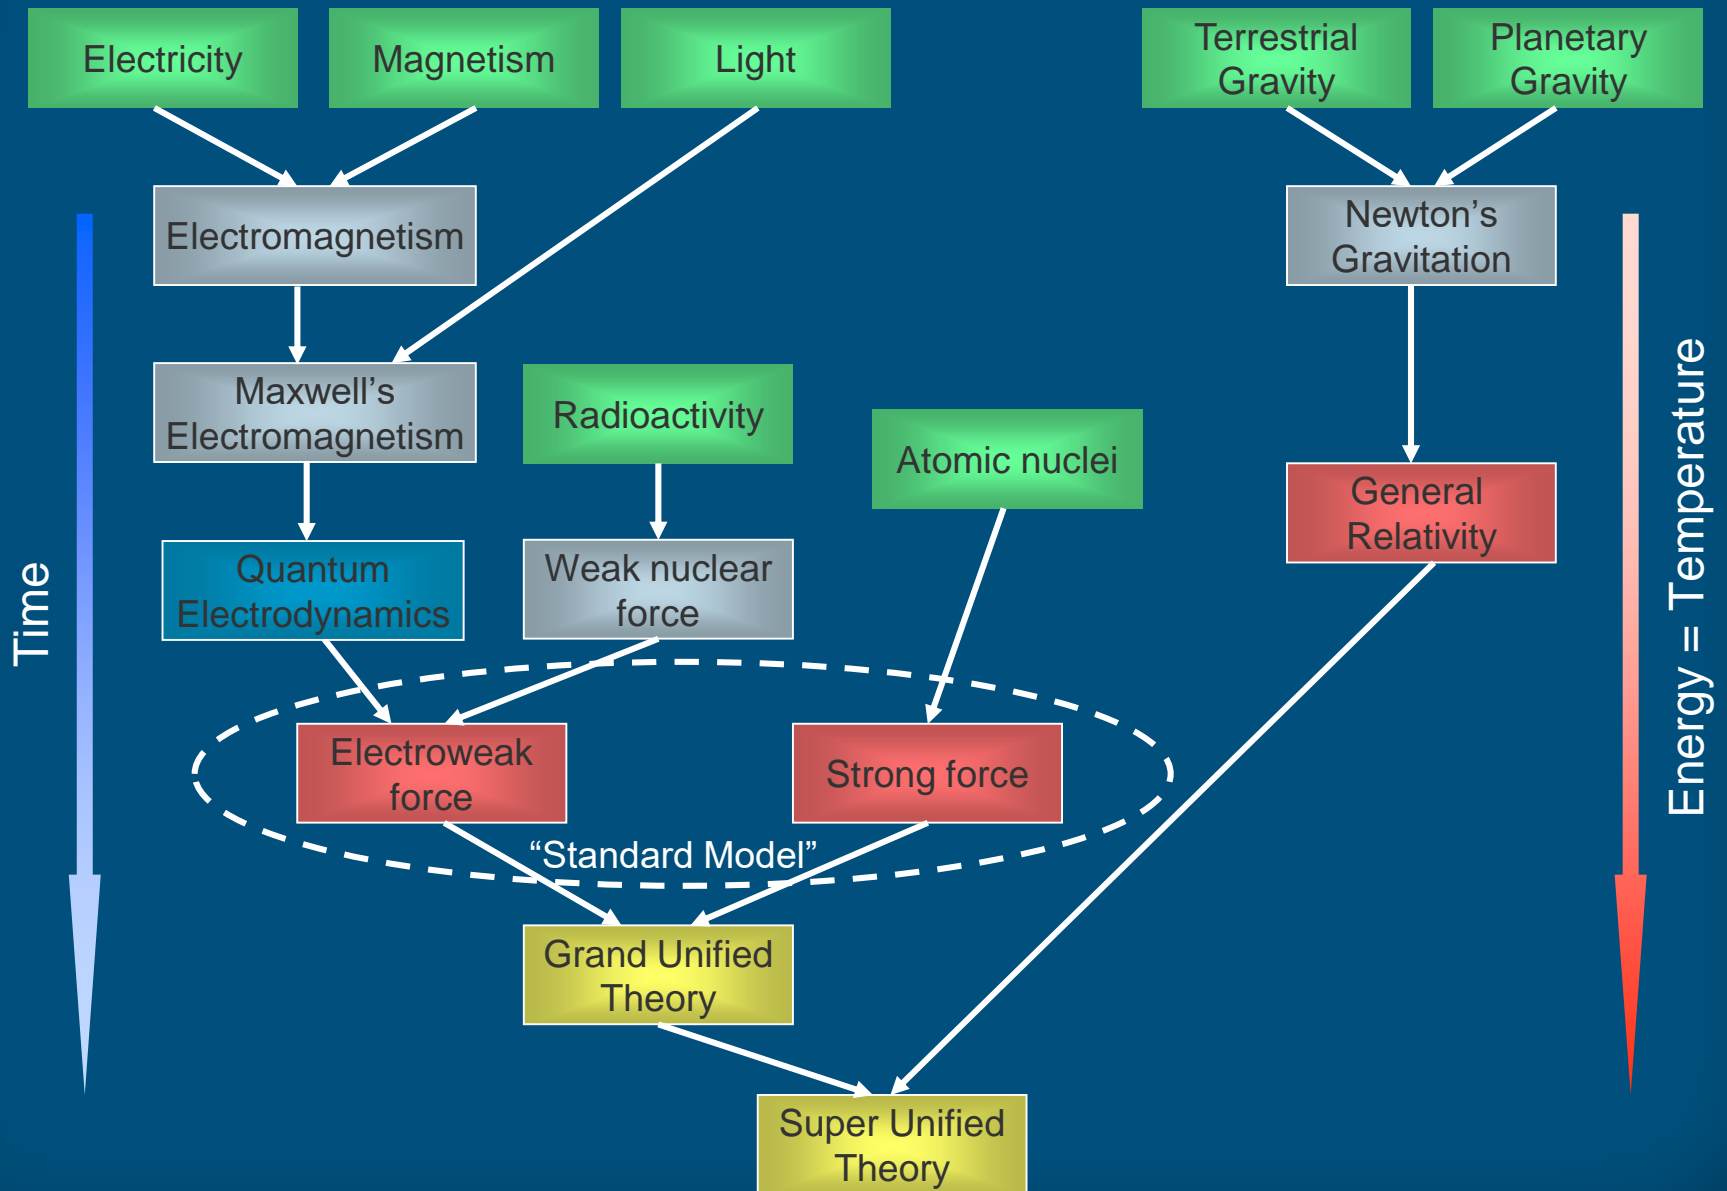 Electricity
Magnetism
Light
Terrestrial
Gravity
Planetary
Gravity
Electromagnetism
Newton’s
Gravitation
Maxwell’s
Electromagnetism
Radioactivity
Atomic nuclei
General
Relativity
Quantum
Electrodynamics
Weak nuclear
force
Time
Energy = Temperature
Electroweak
force
Strong force
“Standard Model”
Grand Unified
Theory
Super Unified
Theory